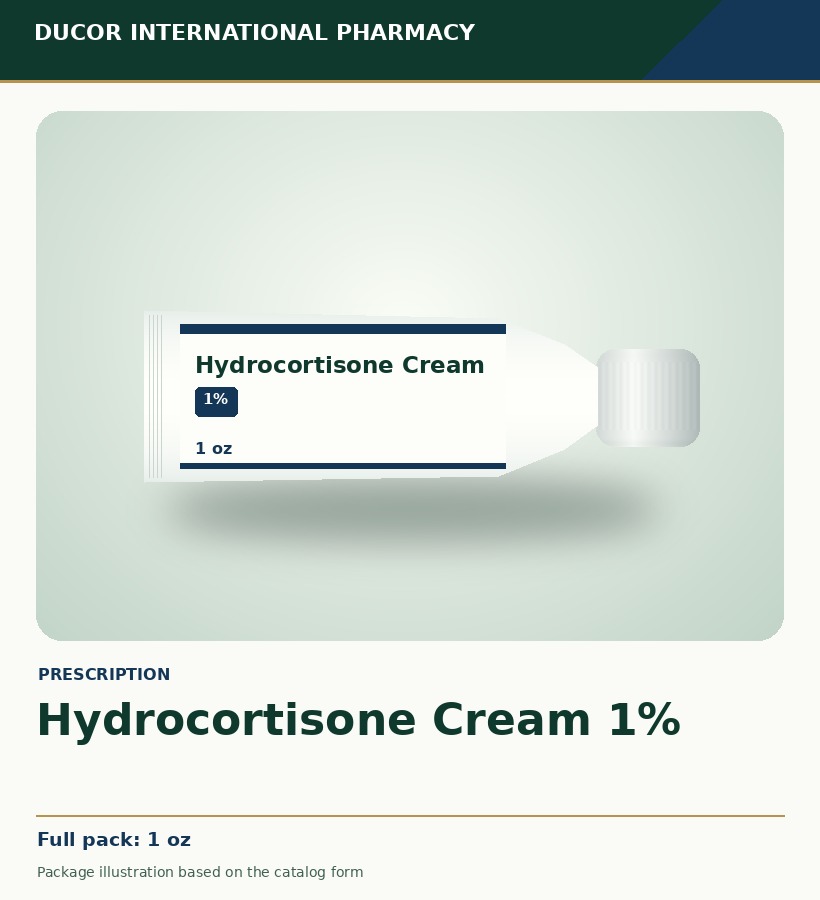 DUCOR INTERNATIONAL PHARMACY
Hydrocortisone Cream
1%
1 oz
PRESCRIPTION
Hydrocortisone Cream 1%
Full pack: 1 oz
Package illustration based on the catalog form